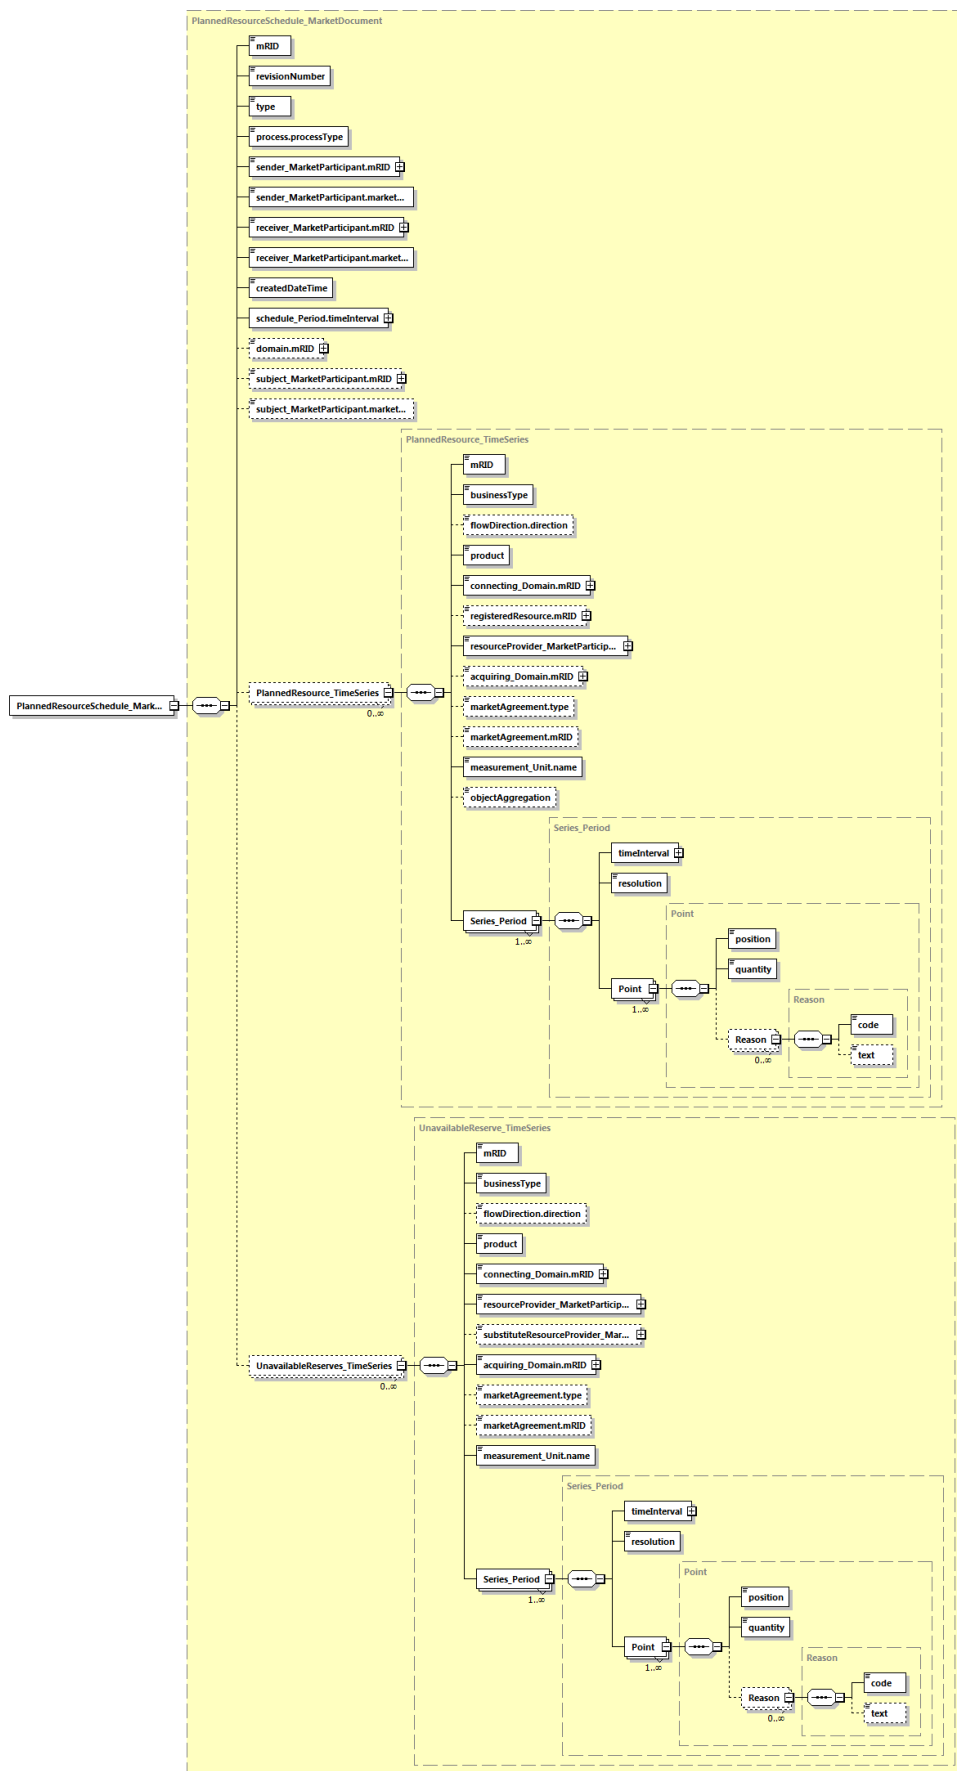 PlannedResourceSchedule_MarketDocument
mRID
revisionNumber
type
process.processType
sender_MarketParticipant.mRID
sender_MarketParticipant.market...
receiver_MarketParticipant.mRID
receiver_MarketParticipant.market...
createdDateTime
schedule_Period.timeInterval
domain.mRID
subject_MarketParticipant.mRID
subject_MarketParticipant.market...
PlannedResource_TimeSeries
mRID
businessType
flowDirection.direction
product
connecting_Domain.mRID
registeredResource.mRID
resourceProvider_MarketParticip...
acquiring_Domain.mRID
PlannedResource_TimeSeries
0..∞
PlannedResourceSchedule_Mark...
marketAgreement.type
marketAgreement.mRID
measurement_Unit.name
objectAggregation
Series_Period
timeInterval
resolution
Point
Series_Period
1..∞
position
quantity
Point
1..∞
Reason
code
Reason
0..∞
text
UnavailableReserve_TimeSeries
mRID
businessType
flowDirection.direction
product
connecting_Domain.mRID
resourceProvider_MarketParticip...
substituteResourceProvider_Mar...
acquiring_Domain.mRID
UnavailableReserves_TimeSeries
0..∞
marketAgreement.type
marketAgreement.mRID
measurement_Unit.name
Series_Period
timeInterval
resolution
Point
Series_Period
1..∞
position
quantity
Point
1..∞
Reason
code
Reason
0..∞
text